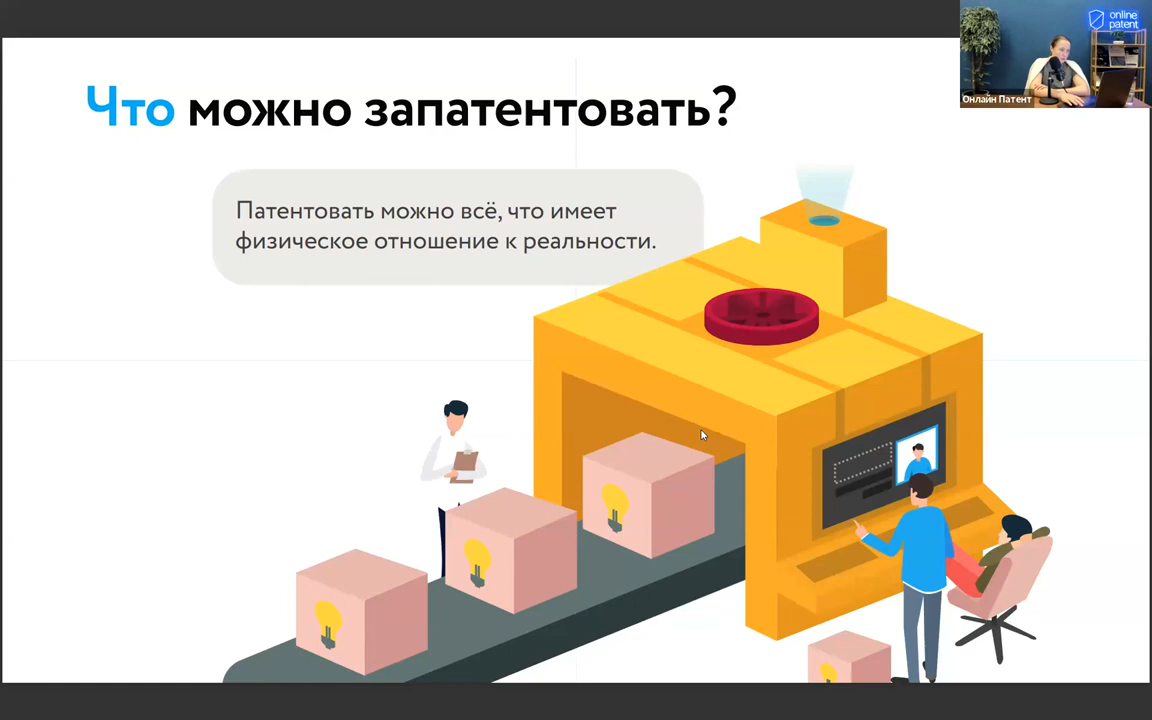 Что можно запатентовать?
Патентовать можно всё, что имеет
физическое отношение к реальности.
online
patent
Онлайн Патент